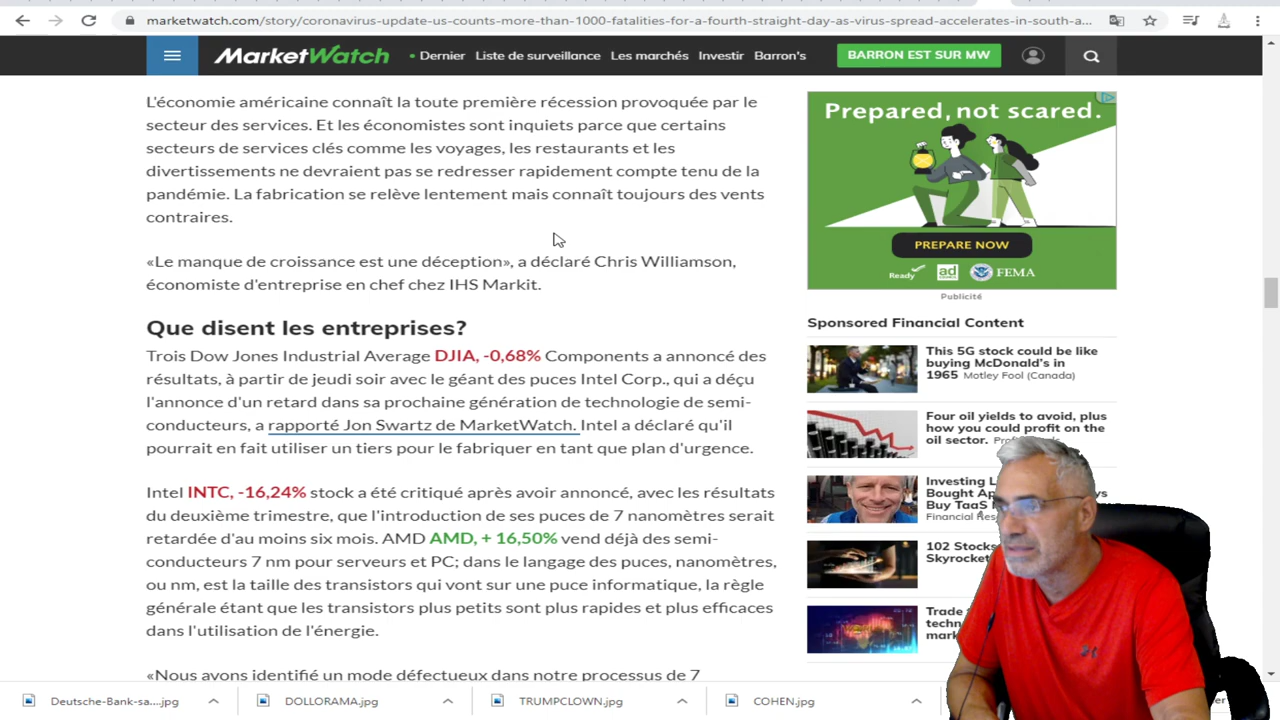 marketwatch.com/story/coronavirus-update-us-counts-more-than-1000-fatalities-for-a-fourth-straight-day-as-virus-spread-accelerates-in-south-a...
MarketWatch
Dernier Liste de surveillance Les marchés Investir Barron's
BARRON EST SUR MW
L'économie américaine connaît la toute première récession provoquée par le
secteur des services. Et les économistes sont inquiets parce que certains
secteurs de services clés comme les voyages, les restaurants et les
divertissements ne devraient pas se redresser rapidement compte tenu de la
pandémie. La fabrication se relève lentement mais connaît toujours des vents
contraires.
«Le manque de croissance est une déception», a déclaré Chris Williamson,
économiste d'entreprise en chef chez IHS Markit.
Que disent les entreprises?
Trois Dow Jones Industrial Average DJIA, -0,68% Components a annoncé des
résultats, à partir de jeudi soir avec le géant des puces Intel Corp., qui a déçu
l'annonce d'un retard dans sa prochaine génération de technologie de semi-
conducteurs, a rapporté Jon Swartz de MarketWatch. Intel a déclaré qu'il
pourrait en fait utiliser un tiers pour le fabriquer en tant que plan d'urgence.
Intel INTC, -16,24% stock a été critiqué après avoir annoncé, avec les résultats
du deuxième trimestre, que l'introduction de ses puces de 7 nanomètres serait
retardée d'au moins six mois. AMD AMD, + 16,50% vend déjà des semi-
conducteurs 7 nm pour serveurs et PC; dans le langage des puces, nanomètres,
ou nm, est la taille des transistors qui vont sur une puce informatique, la règle
générale étant que les transistors plus petits sont plus rapides et plus efficaces
dans l'utilisation de l'énergie.
«Nous avons identifié un mode défectueux dans notre processus de 7
Prepared, not scared.
PREPARE NOW
Ready
ad
FEMA
Publicité
Sponsored Financial Content
This 5G stock could be like
buying McDonald's in
1965 Motley Fool (Canada)
Four oil yields to avoid, plus
how you could profit on the
oil sector.
Investing
Bought
Buy TaaS
Financial
102 Stocks
Skyrocket
Trade
Deutsche-Bank-sa....jpg
DOLLORAMA.jpg
TRUMPCLOWN.jpg
COHEN.jpg